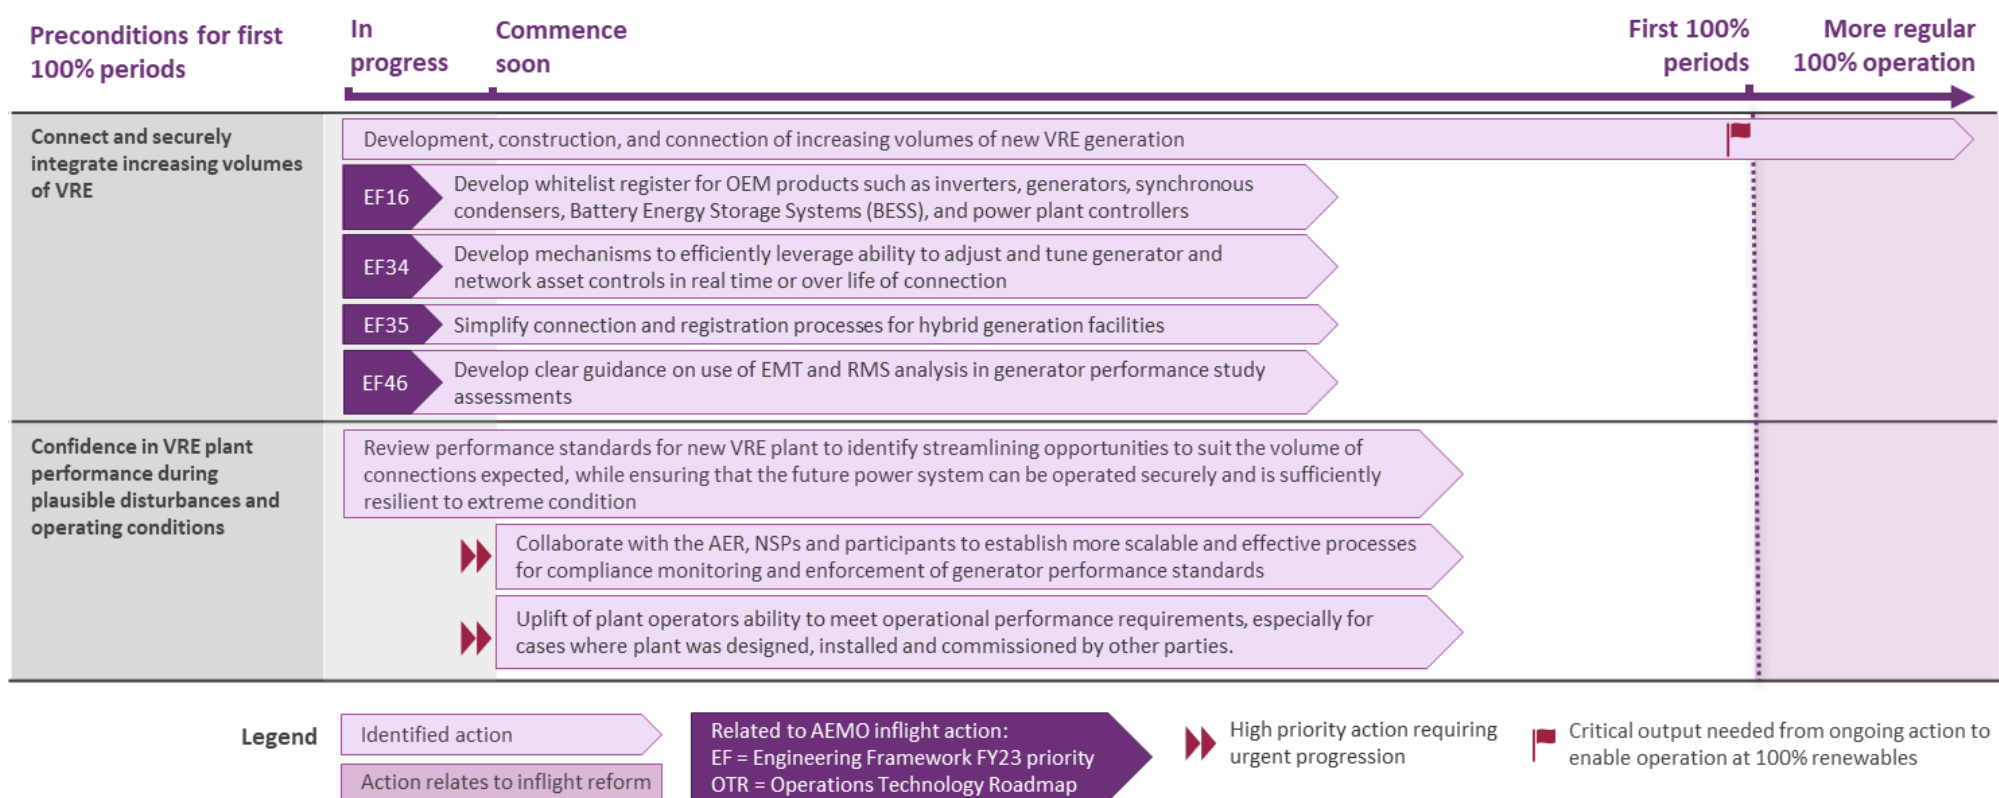 Preconditions for first
100% periods
In
progress
Commence
soon
First 100%
periods
More regular
100% operation
Connect and securely
integrate increasing volumes
of VRE
Development, construction, and connection of increasing volumes of new VRE generation
EF16
Develop whitelist register for OEM products such as inverters, generators, synchronous
condensers, Battery Energy Storage Systems (BESS), and power plant controllers
EF34
Develop mechanisms to efficiently leverage ability to adjust and tune generator and
network asset controls in real time or over life of connection
EF35
Simplify connection and registration processes for hybrid generation facilities
EF46
Develop clear guidance on use of EMT and RMS analysis in generator performance study
assessments
Confidence in VRE plant
performance during
plausible disturbances and
operating conditions
Review performance standards for new VRE plant to identify streamlining opportunities to suit the volume of
connections expected, while ensuring that the future power system can be operated securely and is sufficiently
resilient to extreme condition
Collaborate with the AER, NSPs and participants to establish more scalable and effective processes
for compliance monitoring and enforcement of generator performance standards
Uplift of plant operators ability to meet operational performance requirements, especially for
cases where plant was designed, installed and commissioned by other parties.
Legend
Identified action
Action relates to inflight reform
Related to AEMO inflight action:
EF = Engineering Framework FY23 priority
OTR = Operations Technology Roadmap
High priority action requiring
urgent progression
Critical output needed from ongoing action to
enable operation at 100% renewables